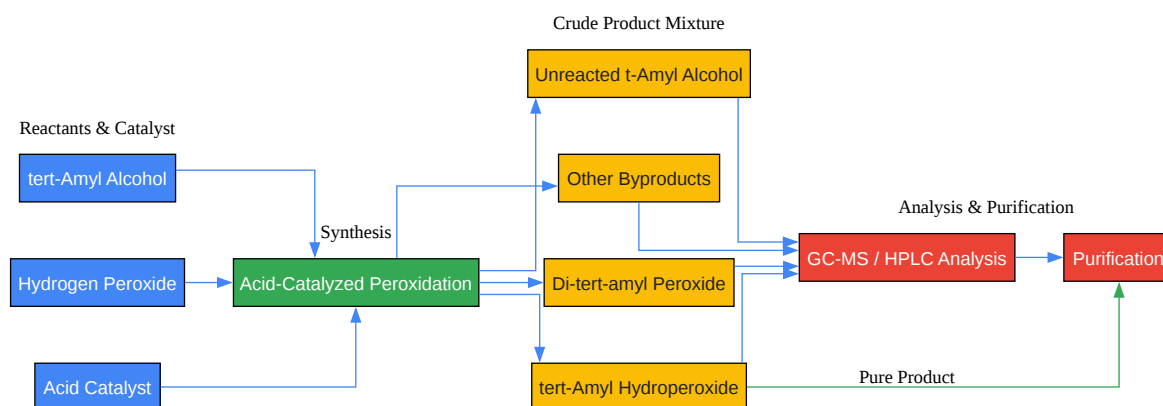 Crude Product Mixture
Unreacted t-Amyl Alcohol
Reactants & Catalyst
tert-Amyl Alcohol
Other Byproducts
Analysis & Purification
Synthesis
GC-MS / HPLC Analysis
Purification
Hydrogen Peroxide
Acid-Catalyzed Peroxidation
Di-tert-amyl Peroxide
Acid Catalyst
tert-Amyl Hydroperoxide
Pure Product